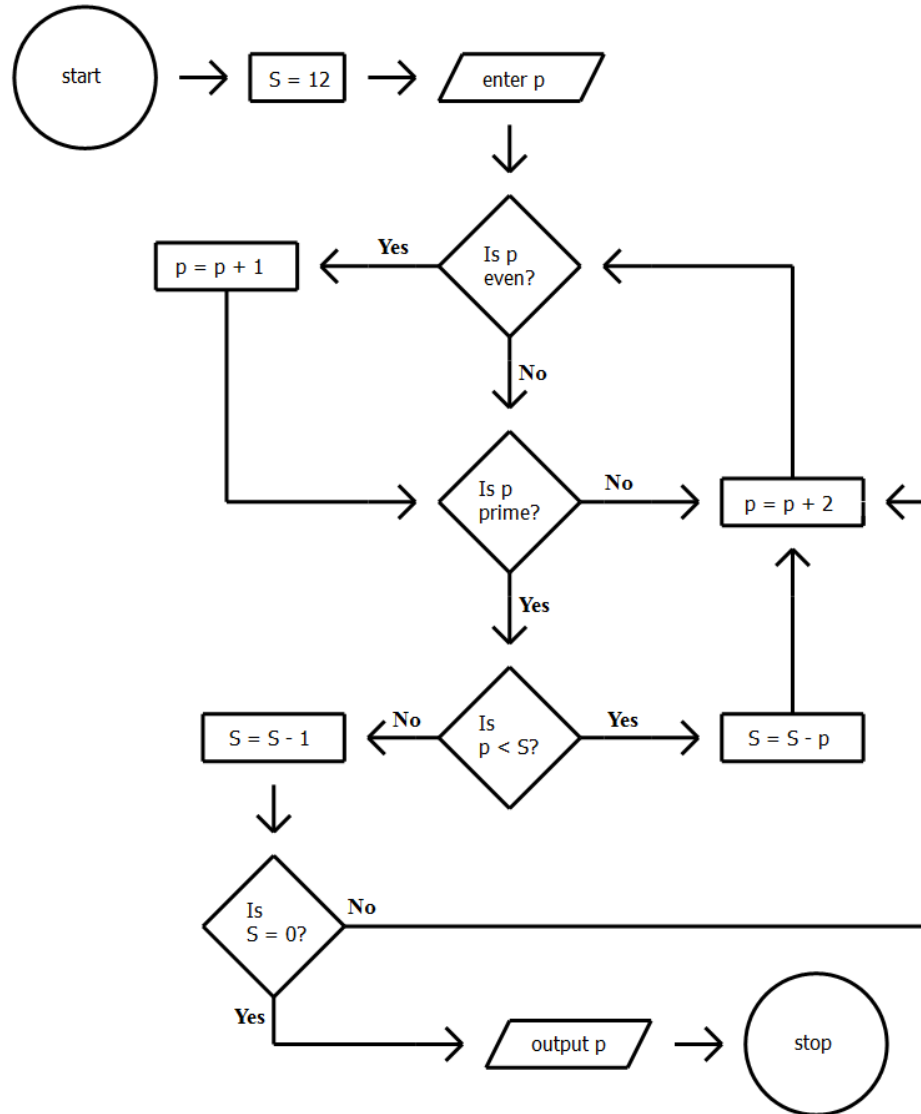 start
S = 12
enter p
Yes
Is p
even?
p = p + 1
No
Is p
prime?
No
p = p + 2
Yes
No
Is
p < S?
Yes
S = S - 1
S = S - p
Is
S = 0?
No
Yes
output p
stop